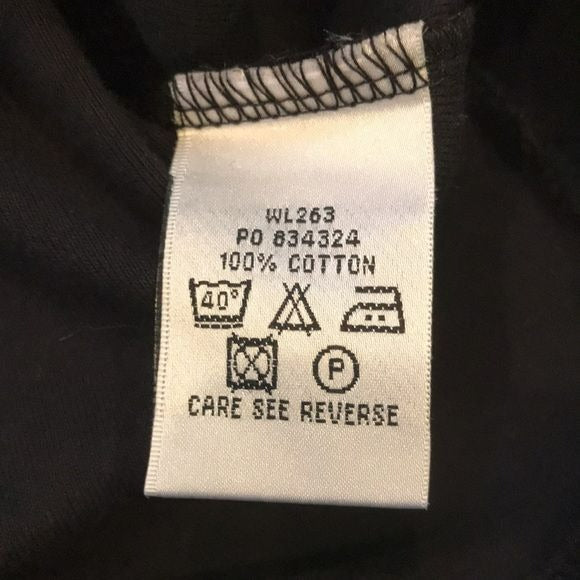 WL263
PO 834324
100% COTTON
40°
P
CARE SEE REVERSE